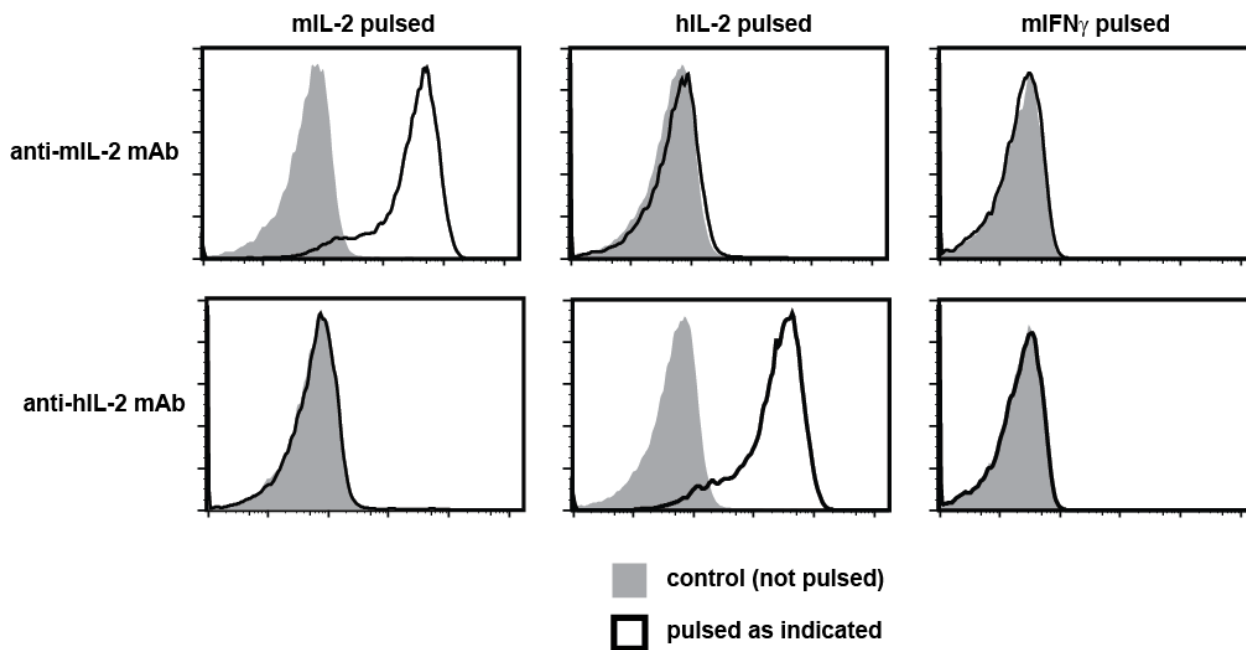 mIL-2 pulsed
hIL-2 pulsed
mIFNγ pulsed
anti-mIL-2 mAb
anti-hIL-2 mAb
control (not pulsed)
pulsed as indicated